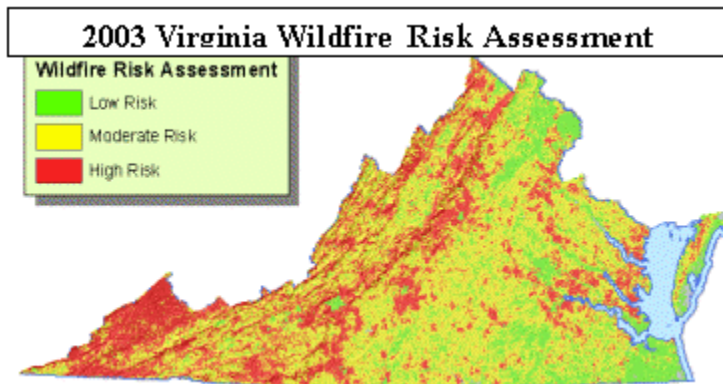 2003 Virginia Wildfire Risk Assessment
Wildfire Risk Assessment
Low Risk
Moderate Risk
High Risk